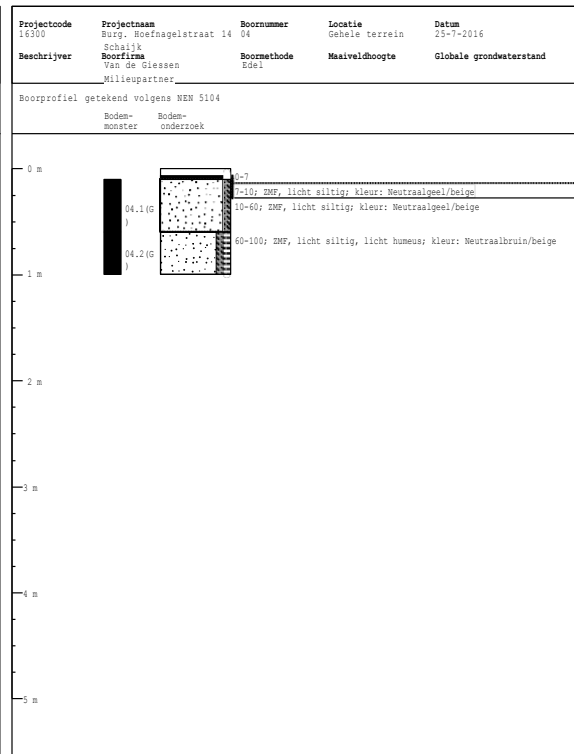 Projectcode Projectnaam Boornummer Locatie Datum
16300 Burg. Hoefnagelstraat 14 04 Gehele terrein 25-7-2016
Schaijk
Beschrijver Boorfirma Boormethode Maaiveldhoogte Globale grondwaterstand
Van de Giessen Edel
Milieupartner
Boorprofiel getekend volgens NEN 5104
Bodem- Bodem-
monster onderzoek
0 m
0-7
7-10; ZMF, licht siltig; kleur: Neutraalgeel/beige
04.1(G 10-60; ZMF, licht siltig; kleur: Neutraalgeel/beige
)
60-100; ZMF, licht siltig, licht humeus; kleur: Neutraalbruin/beige
04.2(G
)
1 m
2 m
3 m
4 m
5 m